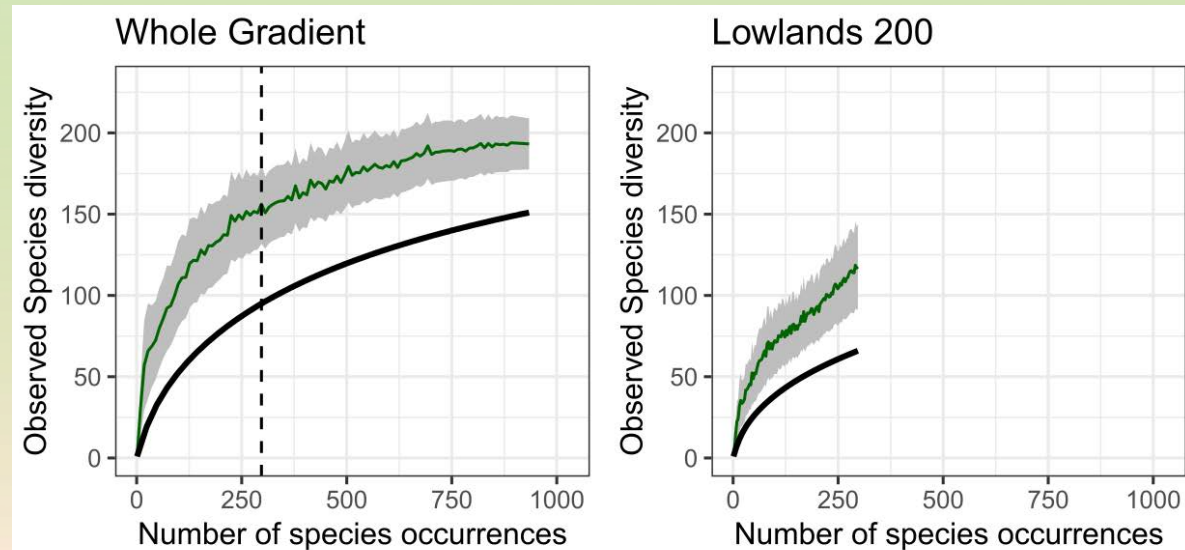 Whole Gradient
Observed Species diversity
200
150
100
50
0
0 250 500 750 1000
Number of species occurrences
Lowlands 200
Observed Species diversity
200
150
100
50
0
0 250 500 750 1000
Number of species occurrences